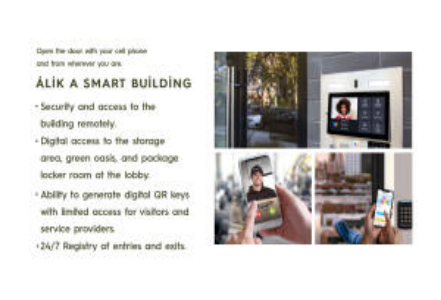 Open the door with your cell phone
and from wherever you are.
ÁLİK A SMART BUİLDİNG
• Security and access to the
building remotely.
• Digital access to the storage
area, green oasis, and package
locker room at the lobby.
• Ability to generate digital QR keys
with limited access for visitors and
service providers.
• 24/7 Registry of entries and exits.